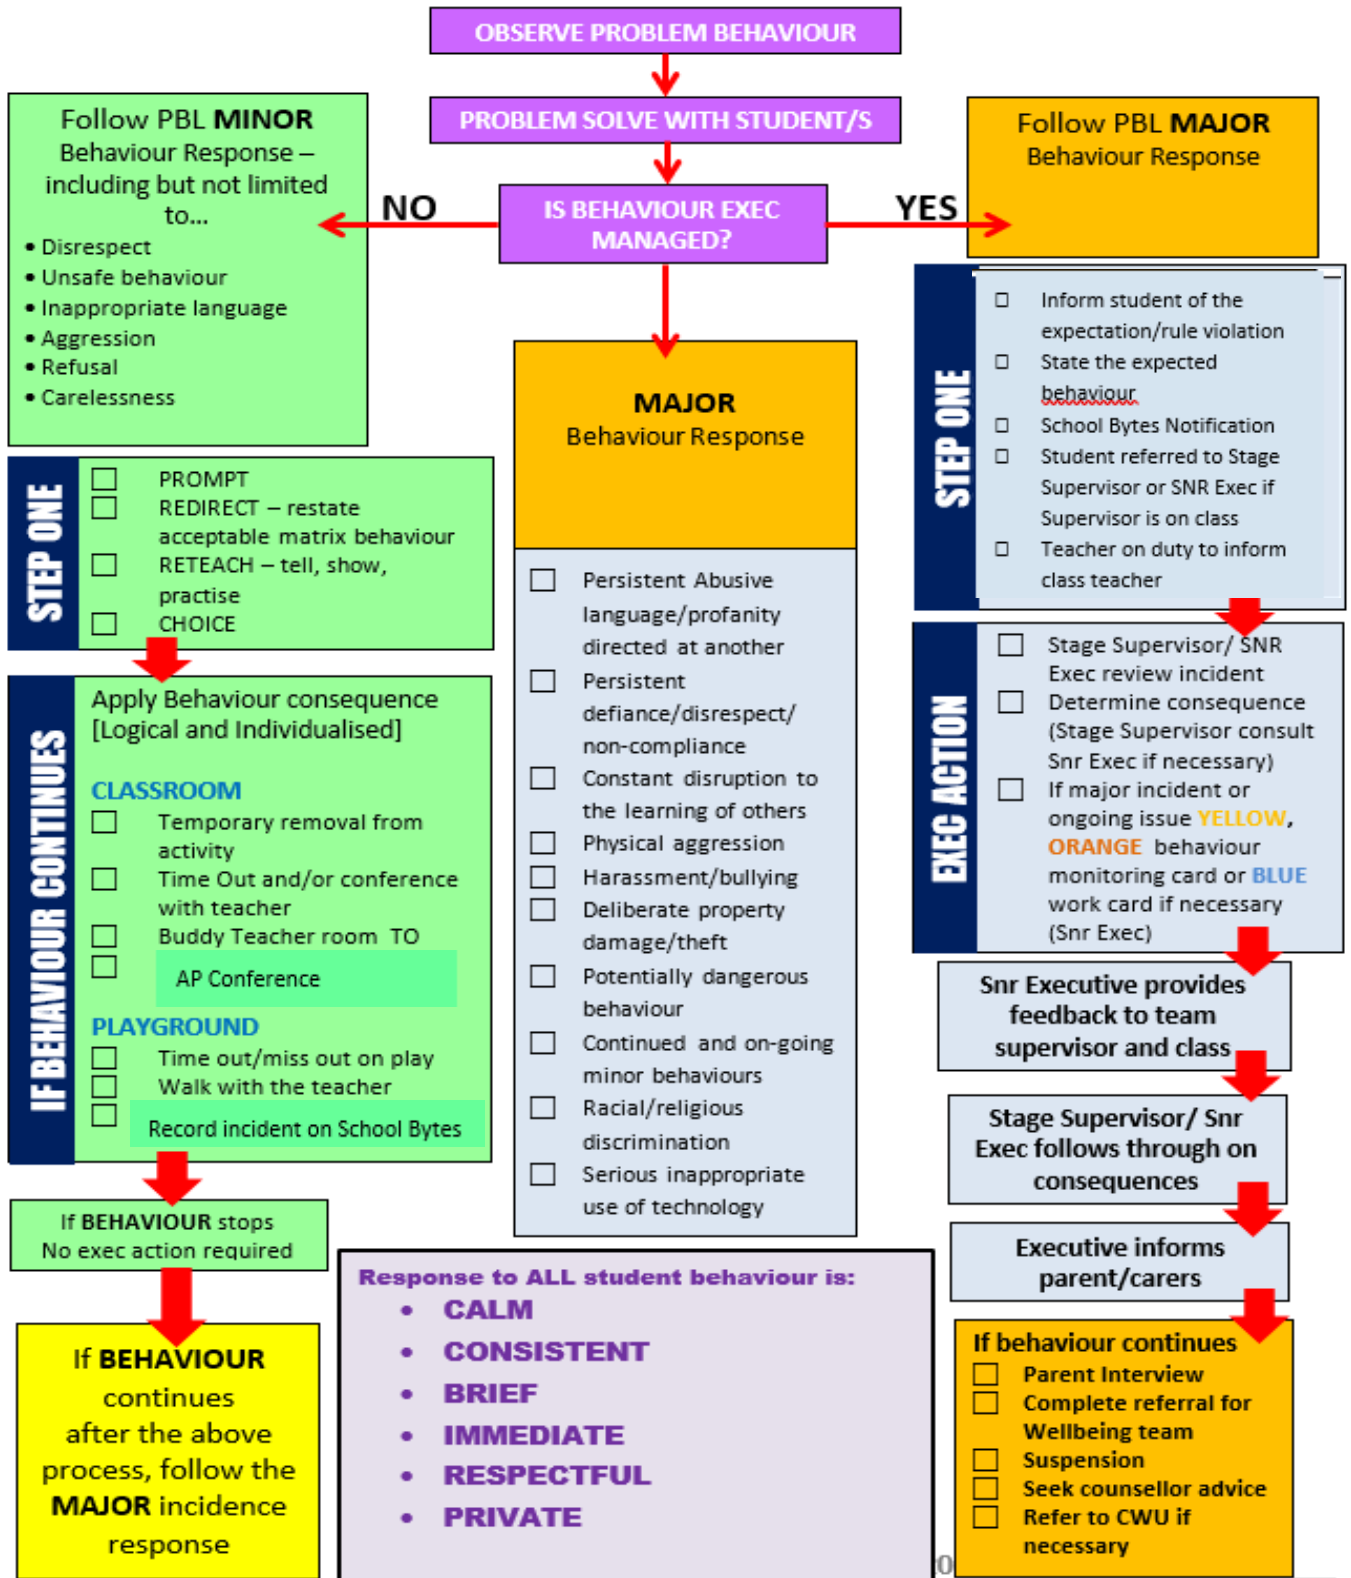 OBSERVE PROBLEM BEHAVIOUR
PROBLEM SOLVE WITH STUDENT/S
IS BEHAVIOUR EXEC
MANAGED?
NO
YES
Follow PBL MINOR
Behaviour Response –
including but not limited
to...
• Disrespect
• Unsafe behaviour
• Inappropriate language
• Aggression
• Refusal
• Carelessness
STEP ONE
PROMPT
REDIRECT – restate
acceptable matrix behaviour
RETEACH – tell, show,
practise
CHOICE
IF BEHAVIOUR CONTINUES
Apply Behaviour consequence
[Logical and Individualised]
CLASSROOM
Temporary removal from
activity
Time Out and/or conference
with teacher
Buddy Teacher room TO
AP Conference
PLAYGROUND
Time out/miss out on play
Walk with the teacher
Record incident on School Bytes
If BEHAVIOUR stops
No exec action required
If BEHAVIOUR
continues
after the above
process, follow the
MAJOR incidence
response
MAJOR
Behaviour Response
Persistent Abusive
language/profanity
directed at another
Persistent
defiance/disrespect/
non-compliance
Constant disruption to
the learning of others
Physical aggression
Harassment/bullying
Deliberate property
damage/theft
Potentially dangerous
behaviour
Continued and on-going
minor behaviours
Racial/religious
discrimination
Serious inappropriate
use of technology
Response to ALL student behaviour is:
• CALM
• CONSISTENT
• BRIEF
• IMMEDIATE
• RESPECTFUL
• PRIVATE
Follow PBL MAJOR
Behaviour Response
STEP ONE
Inform student of the
expectation/rule violation
State the expected
behaviour
School Bytes Notification
Student referred to Stage
Supervisor or SNR Exec if
Supervisor is on class
Teacher on duty to inform
class teacher
EXEC ACTION
Stage Supervisor/ SNR
Exec review incident
Determine consequence
(Stage Supervisor consult
Snr Exec if necessary)
If major incident or
ongoing issue YELLOW,
ORANGE behaviour
monitoring card or BLUE
work card if necessary
(Snr Exec)
Snr Executive provides
feedback to team
supervisor and class
Stage Supervisor/ Snr
Exec follows through on
consequences
Executive informs
parent/carers
If behaviour continues
Parent Interview
Complete referral for
Wellbeing team
Suspension
Seek counsellor advice
Refer to CWU if
necessary